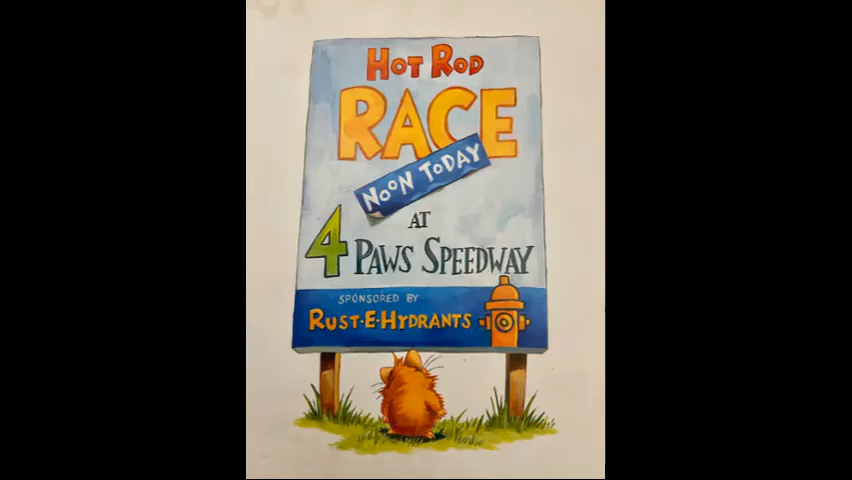 HOT ROD
RACE
NOON TODAY
AT
4 PAWS SPEEDWAY
SPONSORED BY
RUST-E-HYDRANTS